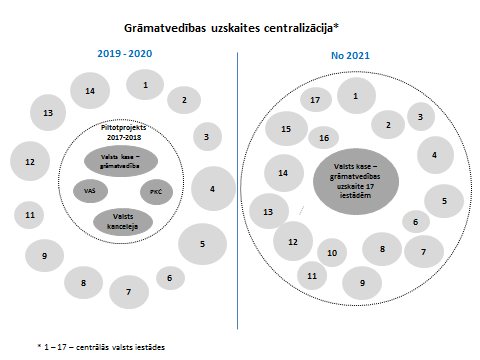 Grāmatvedības uzskaites centralizācija*
2019 - 2020
14
1
2
13
3
Pilotprojekts
2017-2018
Valsts kase –
grāmatvedība
12
VAS
PKC
4
11
Valsts
kanceleja
5
9
8
7
6
No 2021
17
1
3
2
15
16
4
14
Valsts kase –
grāmatvedības
uzskaite 17
iestādēm
13
5
6
12
10
8
7
11
9
* 1 – 17 – centrālās valsts iestādes